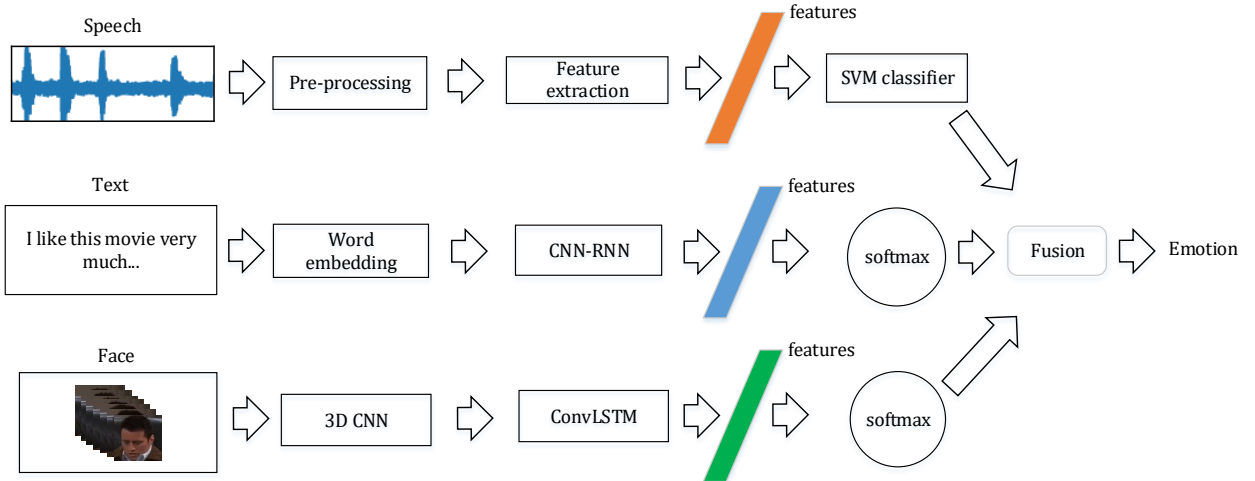 Speech
features
Pre-processing
Feature
extraction
SVM classifier
Text
features
I like this movie very
much...
Word
embedding
CNN-RNN
softmax
Fusion
Emotion
Face
features
3D CNN
ConvLSTM
softmax